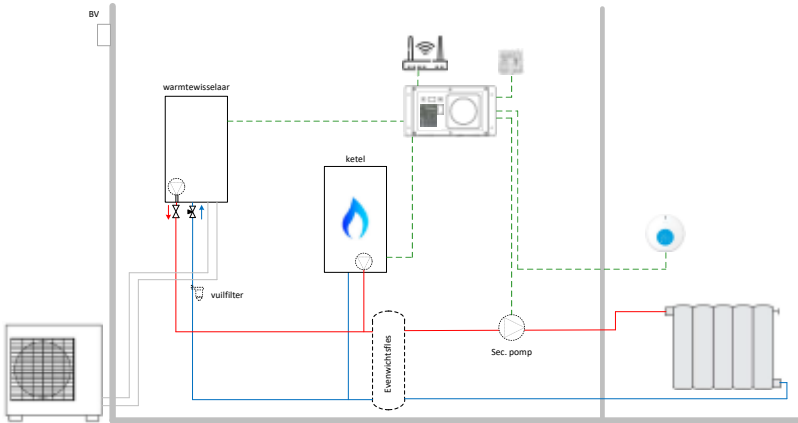 BV
warmtewisselaar
ketel
vuilfilter
Evenwichtsfles
Sec. pomp